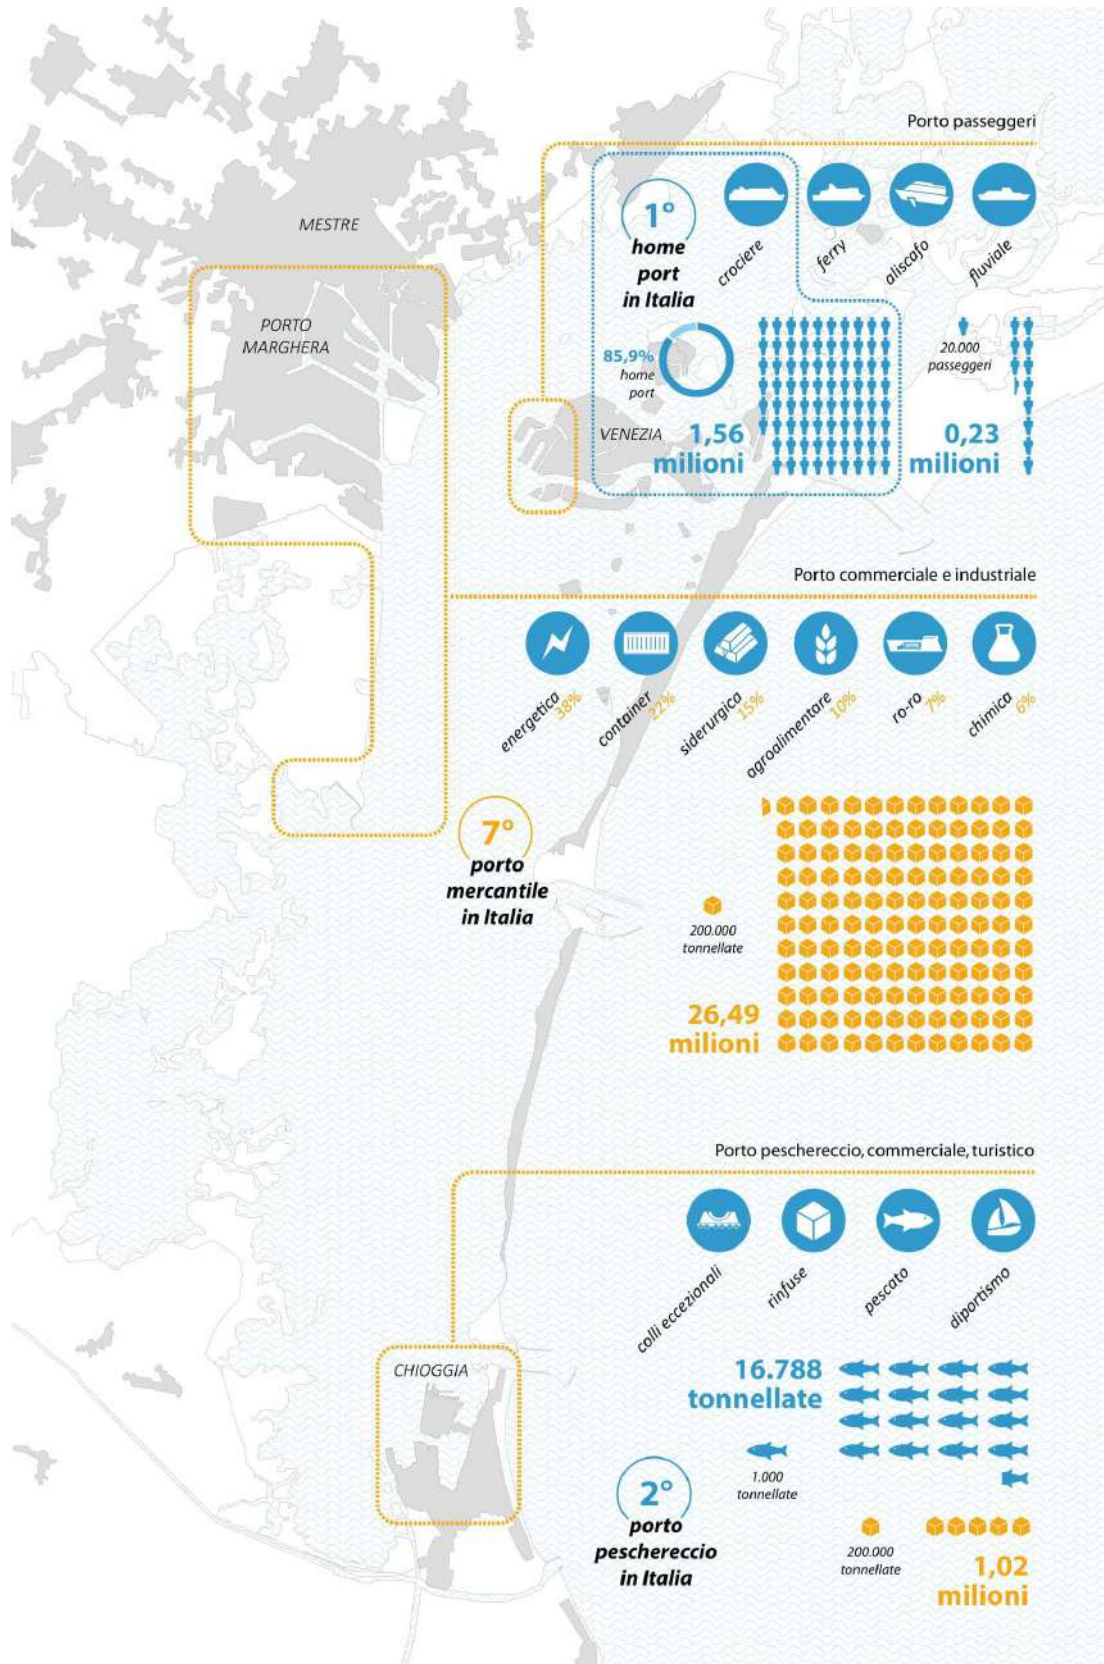 Porto passeggeri
MESTRE
1°
home
port
in Italia
crociere
ferry
aliscafo
fluviale
PORTO
MARGHERA
85,9%
home
port
20.000
passeggeri
VENEZIA
1,56
milioni
0,23
milioni
Porto commerciale e industriale
energetica
38%
container
22%
siderurgica
15%
agroalimentare
10%
ro-ro
7%
chimica
6%
7°
porto
mercantile
in Italia
200.000
tonnellate
26,49
milioni
Porto peschereccio, commerciale, turistico
colli eccezionali
rinfuse
pescato
diportismo
CHIOGGIA
16.788
tonnellate
1.000
tonnellate
2°
porto
peschereccio
in Italia
200.000
tonnellate
1,02
milioni